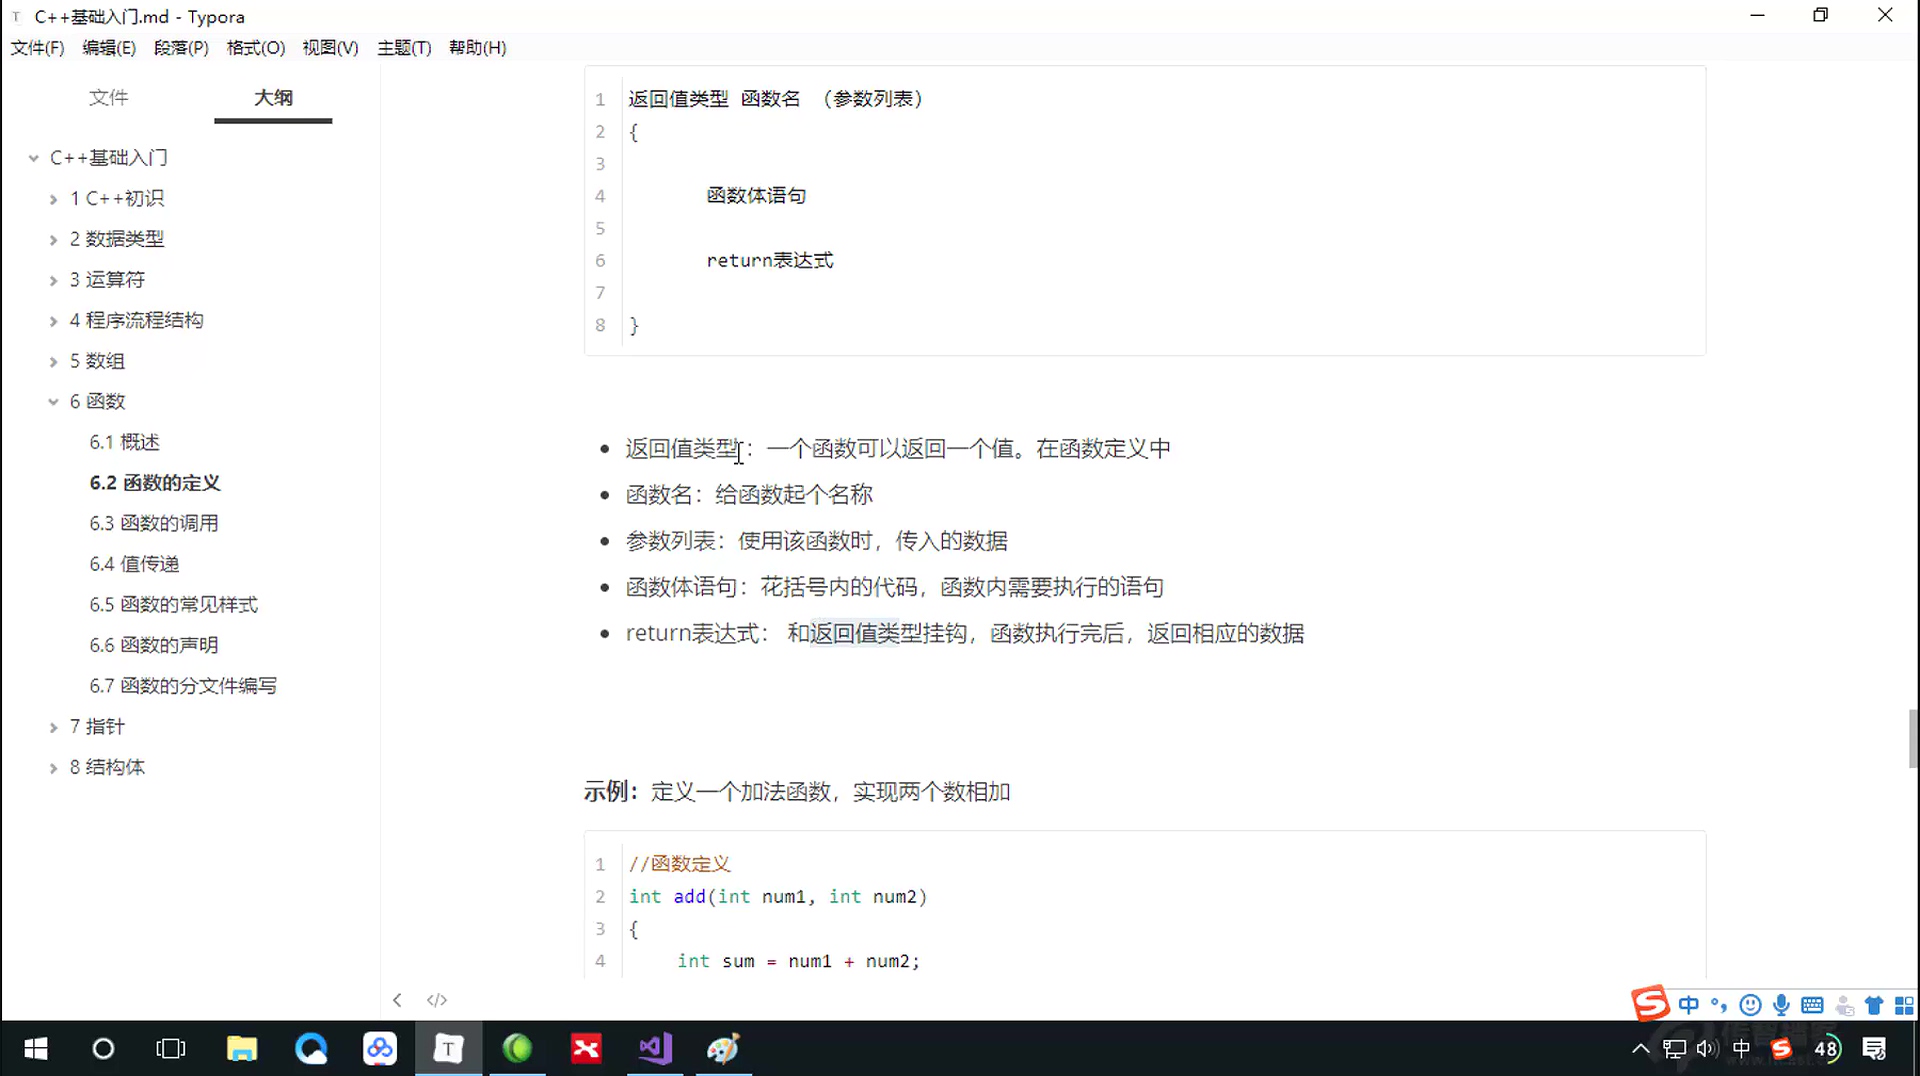 T C++基础入门.md - Typora
文件(F) 编辑(E) 段落(P) 格式(O) 视图(V) 主题(T) 帮助(H)
文件 大纲
C++基础入门
1 C++初识
2 数据类型
3 运算符
4 程序流程结构
5 数组
6 函数
6.1 概述
6.2 函数的定义
6.3 函数的调用
6.4 值传递
6.5 函数的常见样式
6.6 函数的声明
6.7 函数的分文件编写
7 指针
8 结构体
1 返回值类型 函数名 （参数列表）
2 {
3
4 函数体语句
5
6 return表达式
7
8 }
返回值类型：一个函数可以返回一个值。在函数定义中
函数名：给函数起个名称
参数列表：使用该函数时，传入的数据
函数体语句：花括号内的代码，函数内需要执行的语句
return表达式： 和返回值类型挂钩，函数执行完后，返回相应的数据
示例：定义一个加法函数，实现两个数相加
1 //函数定义
2 int add(int num1, int num2)
3 {
4 int sum = num1 + num2;
</>
S 中
T 中 S 48